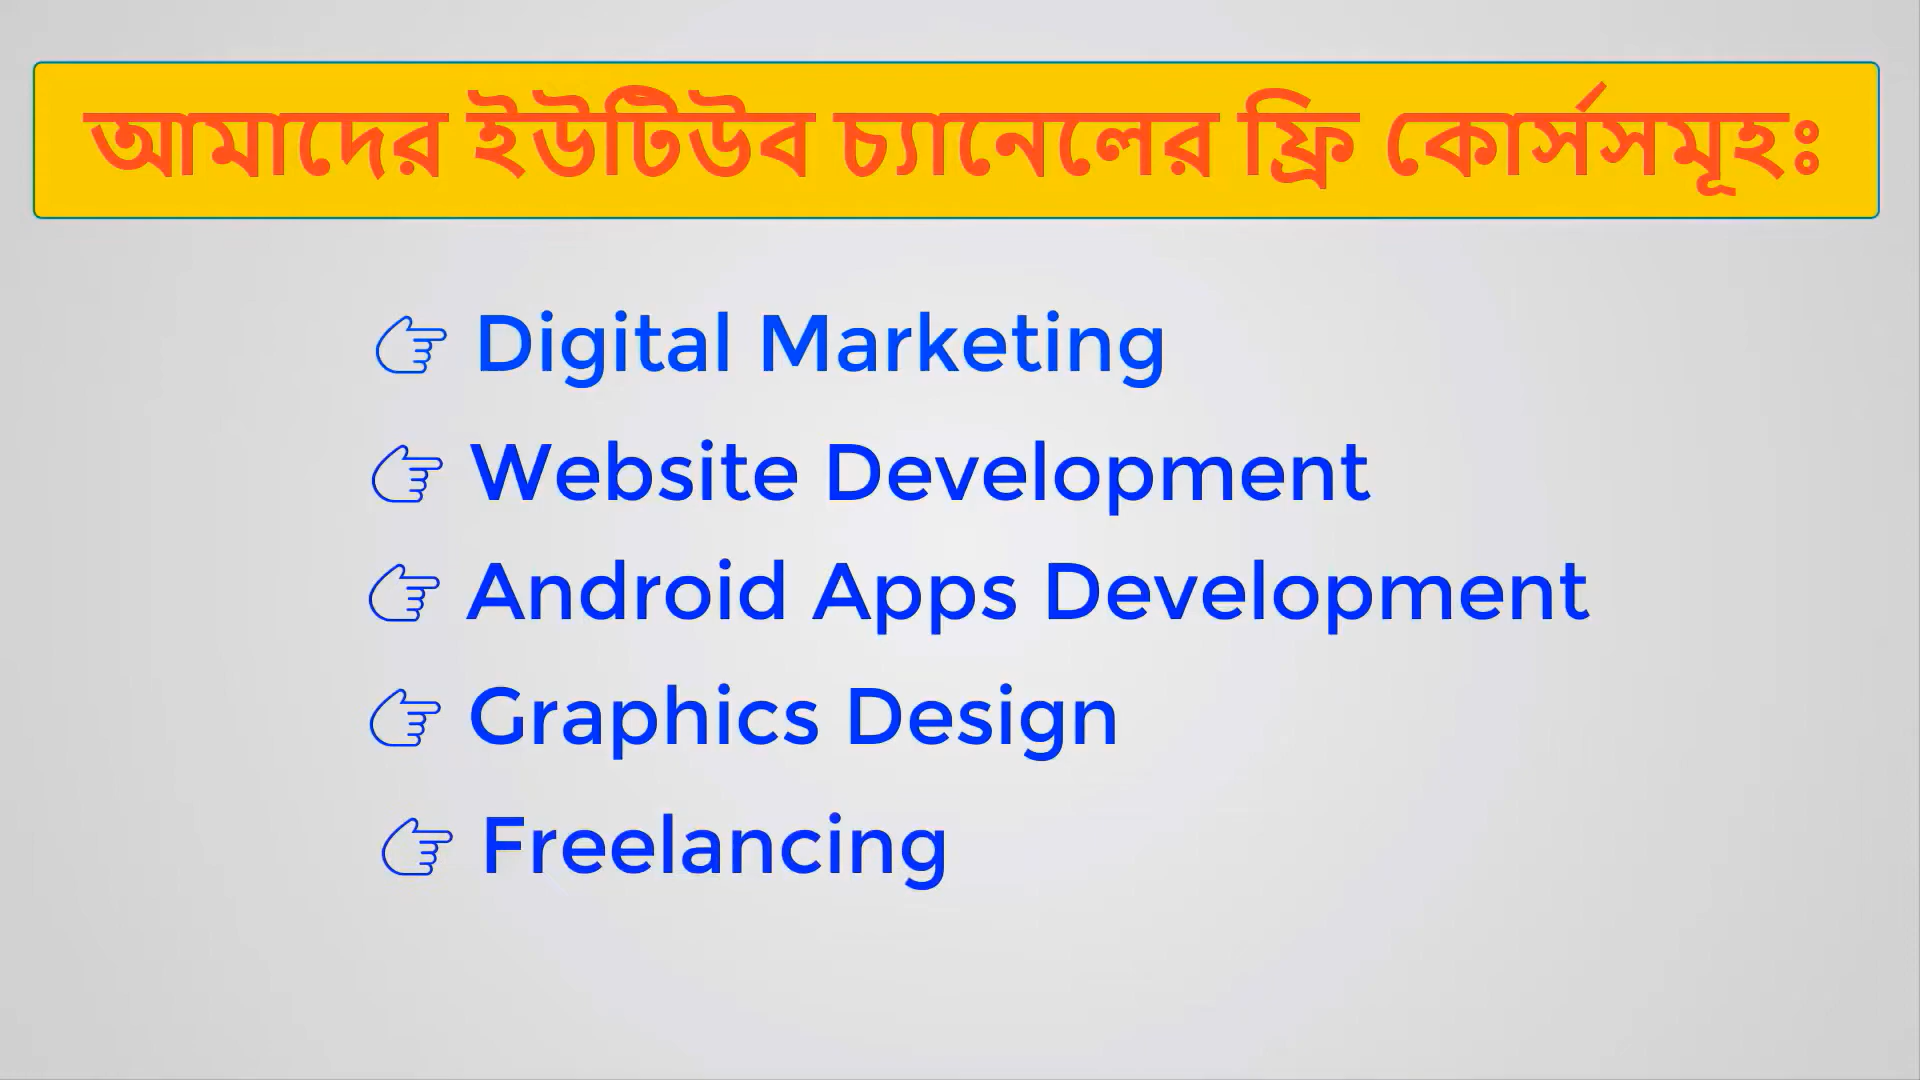 আমাদের ইউটিউব চ্যানেলের ফ্রি কোর্সসমূহঃ
Digital Marketing
Website Development
Android Apps Development
Graphics Design
Freelancing